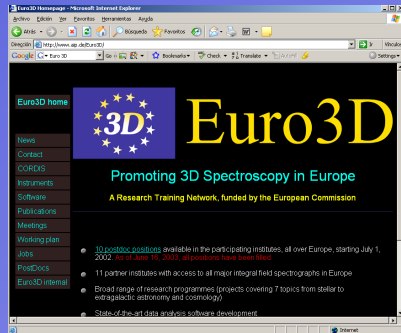 Euro3D Homepage - Microsoft Internet Explorer
Archivo Edición Ver Favoritos Herramientas Ayuda
Atrás Búsqueda Favoritos
Dirección http://www.aip.de/Euro3D/ Ir Vínculos
Google Euro 3D Go Bookmarks Check Translate AutoFill Settings
Euro3D home
News
Contact
CORDIS
Instruments
Software
Publications
Meetings
Working plan
Jobs
PostDocs
Euro3D internal
3D
Euro3D
Promoting 3D Spectroscopy in Europe
A Research Training Network, funded by the European Commission
10 postdoc positions available in the participating institutes, all over Europe, starting July 1,
2002. As of June 16, 2003, all positions have been filled
11 partner institutes with access to all major integral field spectrographs in Europe
Broad range of research programmes (projects covering 7 topics from stellar to
extragalactic astronomy and cosmology)
State-of-the-art data analysis software development
Internet